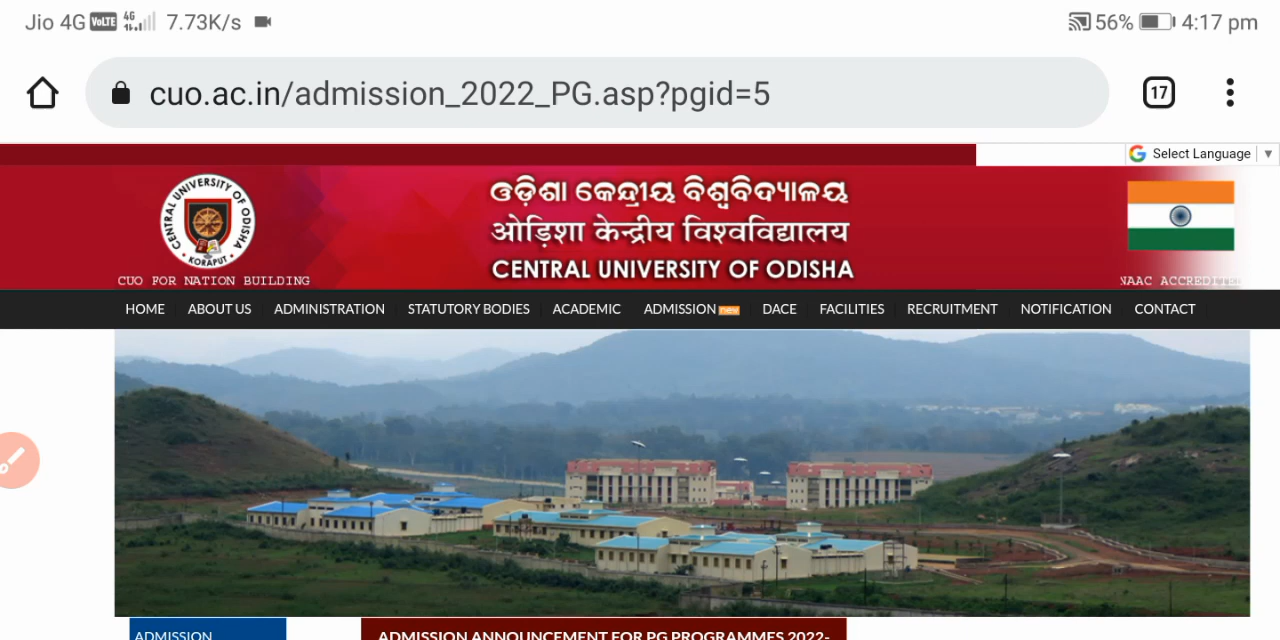 Jio 4G VoLTE 4G 7.73K/s 56% 4:17 pm
cuo.ac.in/admission_2022_PG.asp?pgid=5 17
Select Language ▼
CENTRAL UNIVERSITY OF ODISHA
• KORAPUT •
CUO FOR NATION BUILDING
ଓଡ଼ିଶା କେନ୍ଦ୍ରୀୟ ବିଶ୍ୱବିଦ୍ୟାଳୟ
ओड़िशा केन्द्रीय विश्वविद्यालय
CENTRAL UNIVERSITY OF ODISHA
NAAC ACCREDITE
HOME ABOUT US ADMINISTRATION STATUTORY BODIES ACADEMIC ADMISSION new DACE FACILITIES RECRUITMENT NOTIFICATION CONTACT
ADMISSION
ADMISSION ANNOUNCEMENT FOR PG PROGRAMMES 2022-